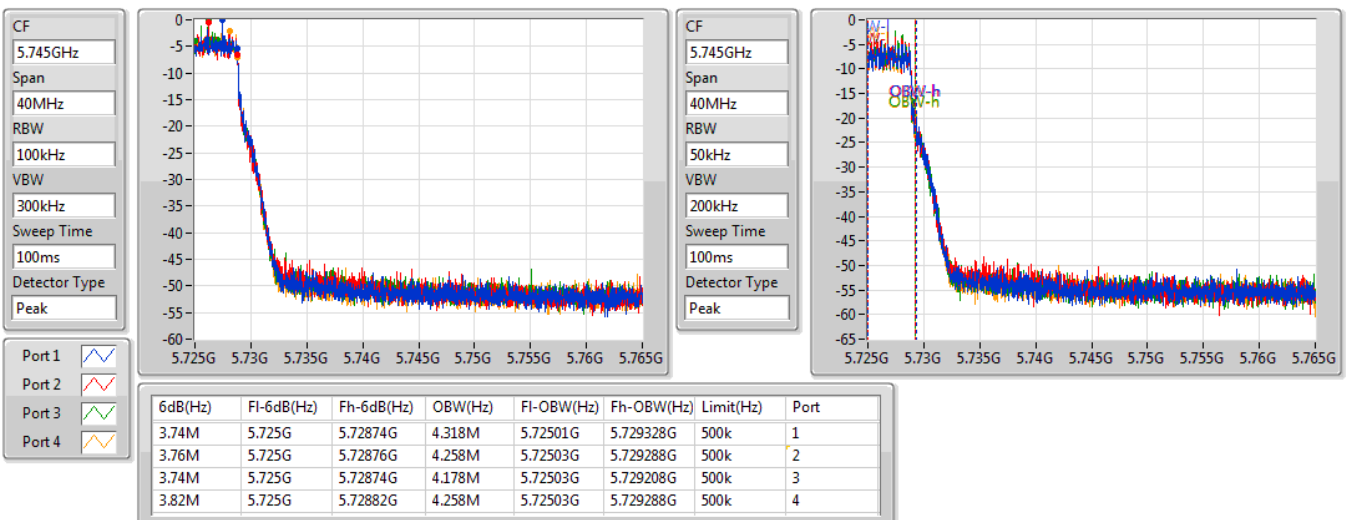 CF
5.745GHz
Span
40MHz
RBW
100kHz
VBW
300kHz
Sweep Time
100ms
Detector Type
Peak
0
-5
-10
-15
-20
-25
-30
-35
-40
-45
-50
-55
-60
5.725G 5.73G 5.735G 5.74G 5.745G 5.75G 5.755G 5.76G 5.765G
CF
5.745GHz
Span
40MHz
RBW
50kHz
VBW
200kHz
Sweep Time
100ms
Detector Type
Peak
0
-5
-10
-15
-20
-25
-30
-35
-40
-45
-50
-55
-60
-65
OBW-h
OBW-h
5.725G 5.73G 5.735G 5.74G 5.745G 5.75G 5.755G 5.76G 5.765G
Port 1
Port 2
Port 3
Port 4
6dB(Hz) Fl-6dB(Hz) Fh-6dB(Hz) OBW(Hz) Fl-OBW(Hz) Fh-OBW(Hz) Limit(Hz) Port
3.74M 5.725G 5.72874G 4.318M 5.72501G 5.729328G 500k 1
3.76M 5.725G 5.72876G 4.258M 5.72503G 5.729288G 500k 2
3.74M 5.725G 5.72874G 4.178M 5.72503G 5.729208G 500k 3
3.82M 5.725G 5.72882G 4.258M 5.72503G 5.729288G 500k 4